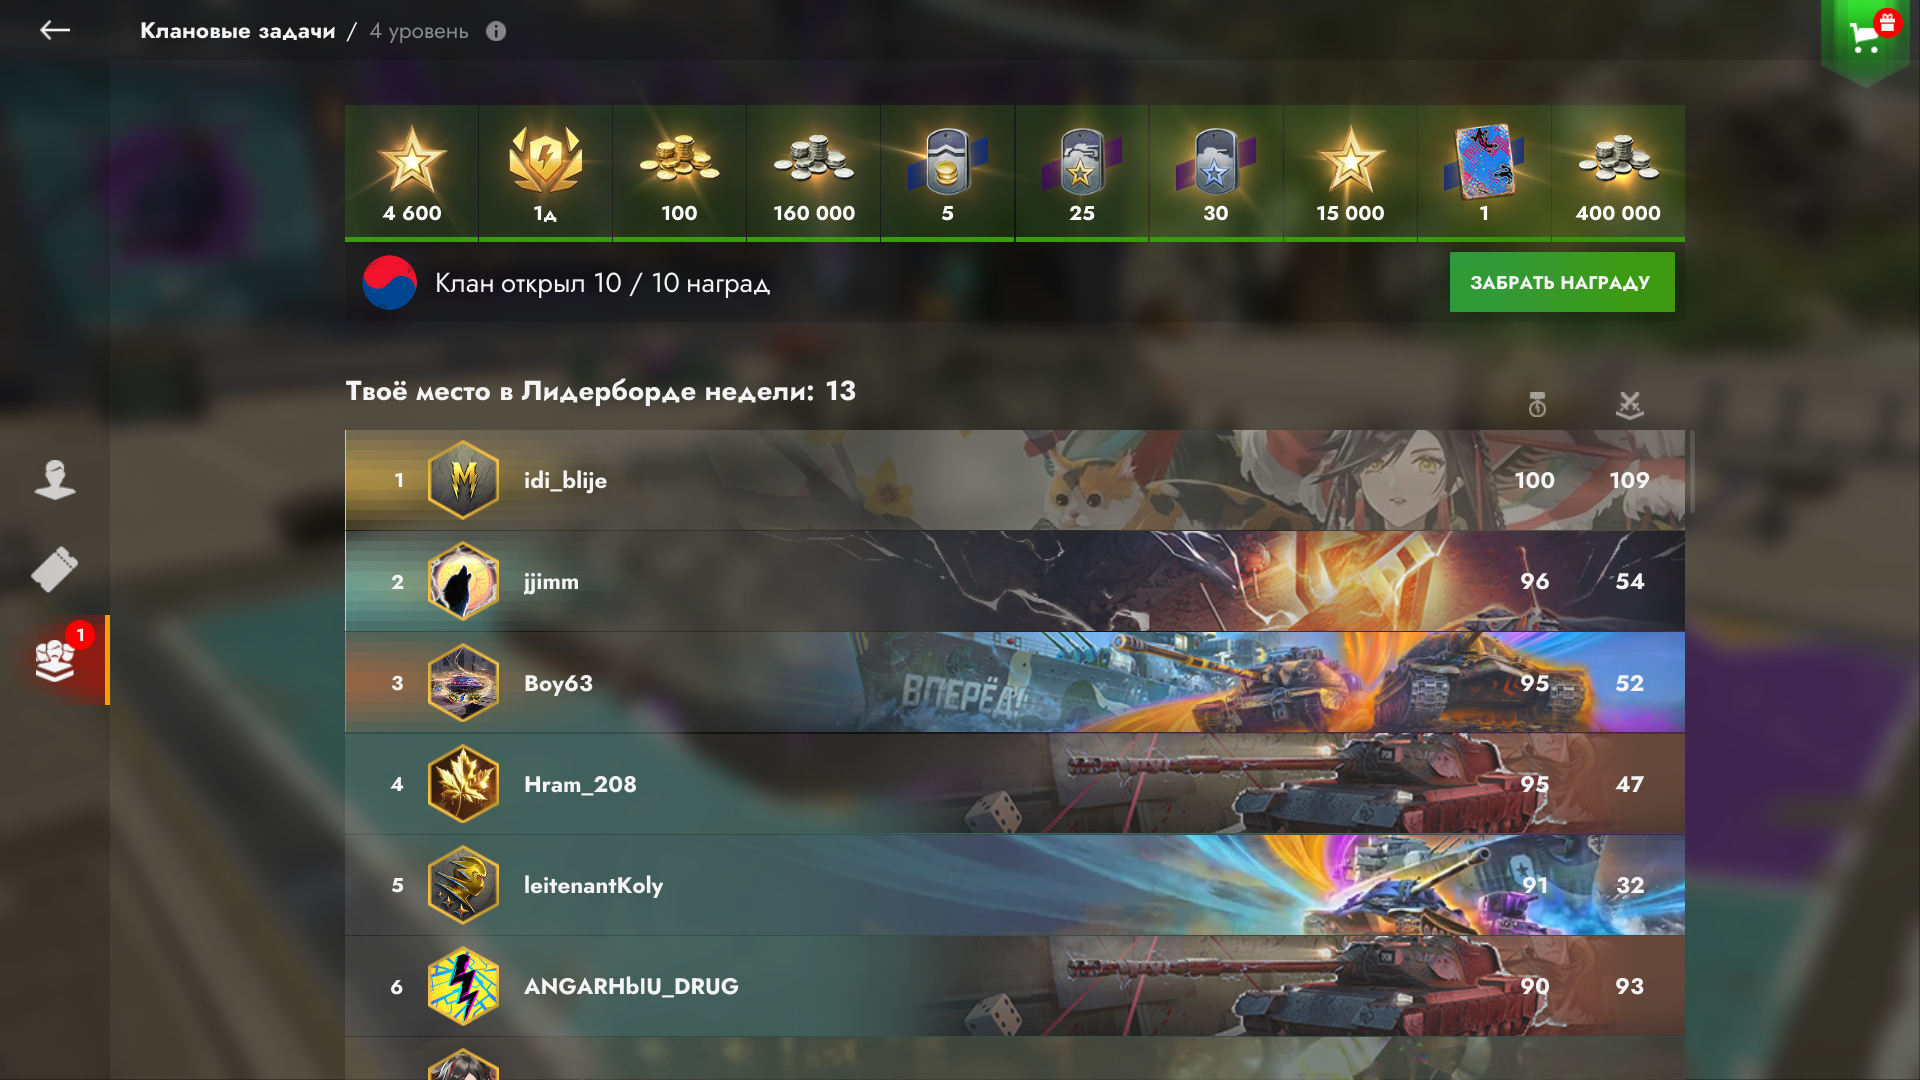 Клановые задачи / 4 уровень
4 600 1д 100 160 000 5 25 30 15 000 1 400 000
Клан открыл 10 / 10 наград
ЗАБРАТЬ НАГРАДУ
Твоё место в Лидерборде недели: 13
1 idi_blije 100 109
2 jjimm 96 54
ВПЕРЁД!
3 Boy63 95 52
1
4 Hram_208 95 47
5 leitenantKoly 91 32
6 ANGARHbIU_DRUG 90 93